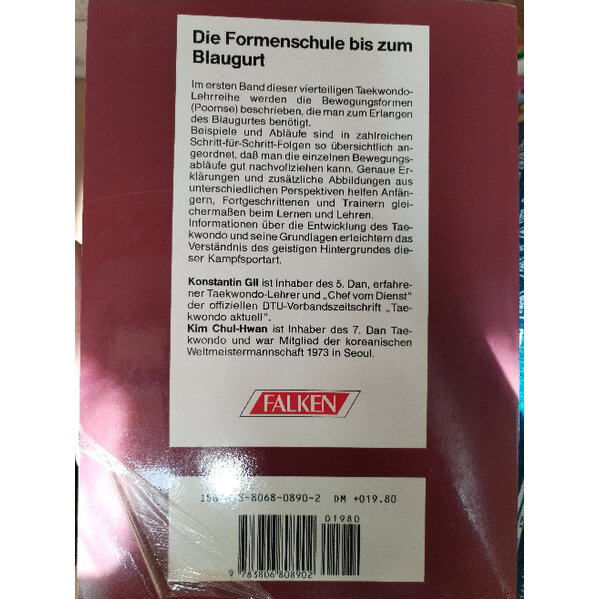 Die Formenschule bis zum
Blaugurt
Im ersten Band dieser vierteiligen Taekwondo-
Lehrreihe werden die Bewegungsformen
(Poomse) beschrieben, die man zum Erlangen
des Blaugurtes benötigt.
Beispiele und Abläufe sind in zahlreichen
Schritt-für-Schritt-Folgen so übersichtlich an-
geordnet, daß man die einzelnen Bewegungs-
abläufe gut nachvollziehen kann. Genaue Er-
klärungen und zusätzliche Abbildungen aus
unterschiedlichen Perspektiven helfen Anfän-
gern, Fortgeschrittenen und Trainern glei-
chermaßen beim Lernen und Lehren.
Informationen über die Entwicklung des Tae-
kwondo und seine Grundlagen erleichtern das
Verständnis des geistigen Hintergrundes die-
ser Kampfsportart.
Konstantin Gil ist Inhaber des 5. Dan, erfahre-
ner Taekwondo-Lehrer und „Chef vom Dienst"
der offiziellen DTU-Verbandszeitschrift „Tae-
kwondo aktuell".
Kim Chul-Hwan ist Inhaber des 7. Dan Tae-
kwondo und war Mitglied der koreanischen
Weltmeistermannschaft 1973 in Seoul.
FALKEN
3-8068-0890-2 DM +019.80
01980
9 783806 808902